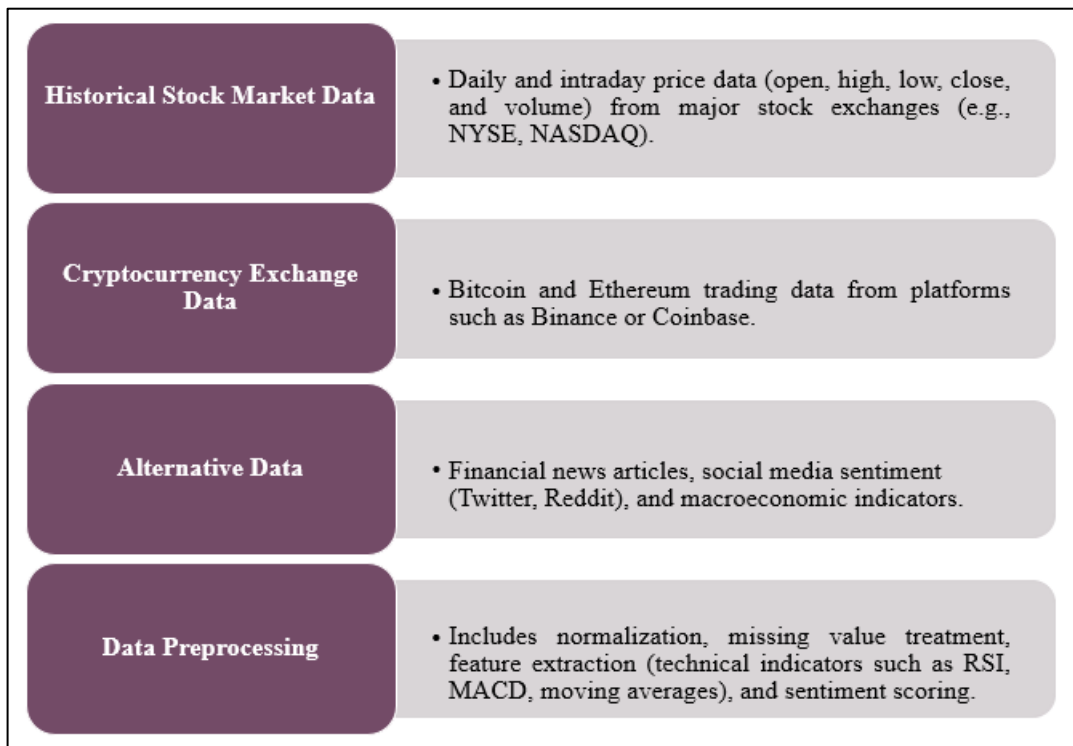 Historical Stock Market Data
• Daily and intraday price data (open, high, low, close,
and volume) from major stock exchanges (e.g.,
NYSE, NASDAQ).
Cryptocurrency Exchange
Data
• Bitcoin and Ethereum trading data from platforms
such as Binance or Coinbase.
Alternative Data
• Financial news articles, social media sentiment
(Twitter, Reddit), and macroeconomic indicators.
Data Preprocessing
• Includes normalization, missing value treatment,
feature extraction (technical indicators such as RSI,
MACD, moving averages), and sentiment scoring.